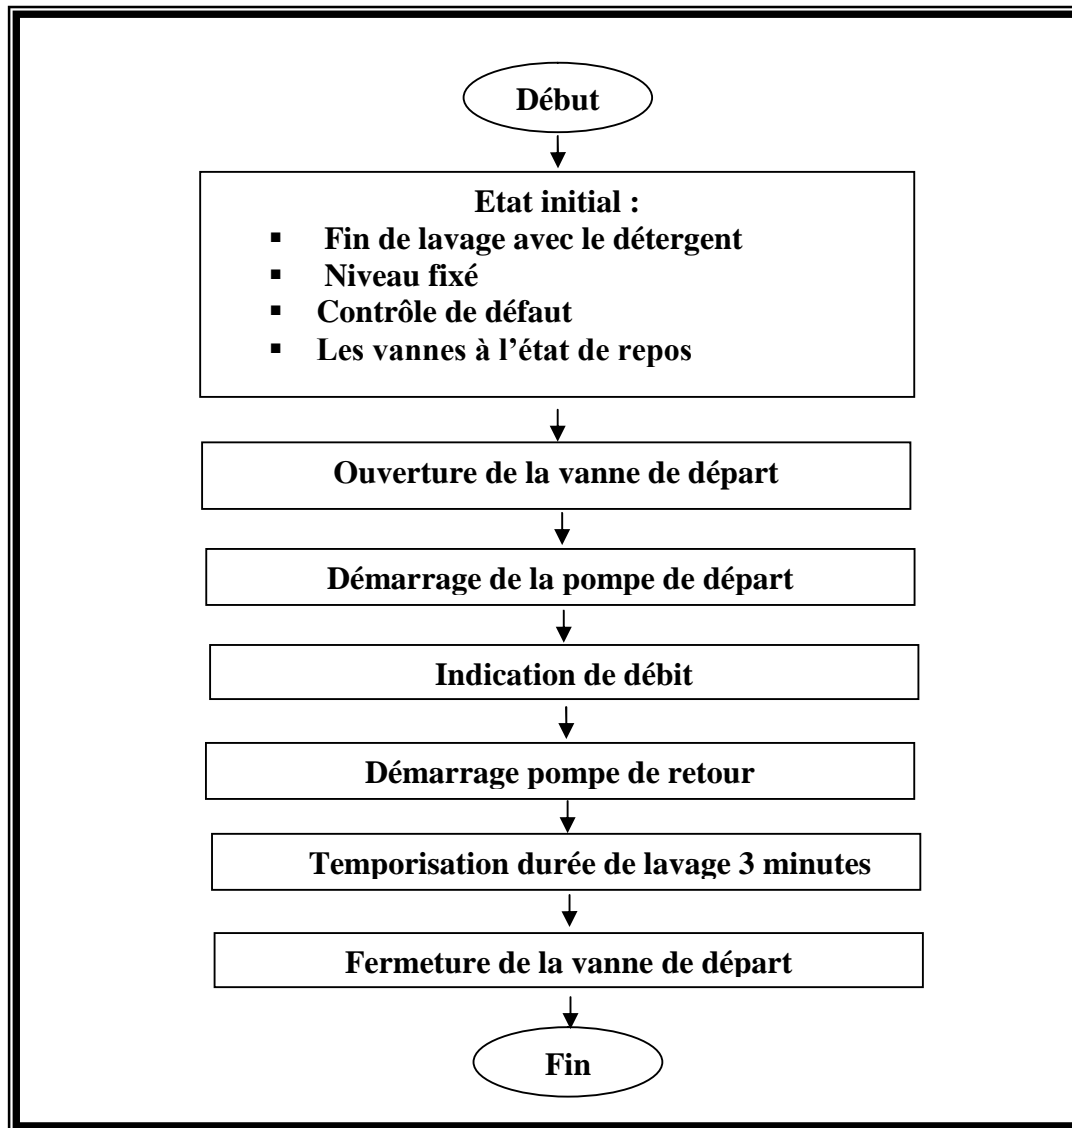 Début
Etat initial :
▪ Fin de lavage avec le détergent
▪ Niveau fixé
▪ Contrôle de défaut
▪ Les vannes à l’état de repos
Ouverture de la vanne de départ
Démarrage de la pompe de départ
Indication de débit
Démarrage pompe de retour
Temporisation durée de lavage 3 minutes
Fermeture de la vanne de départ
Fin